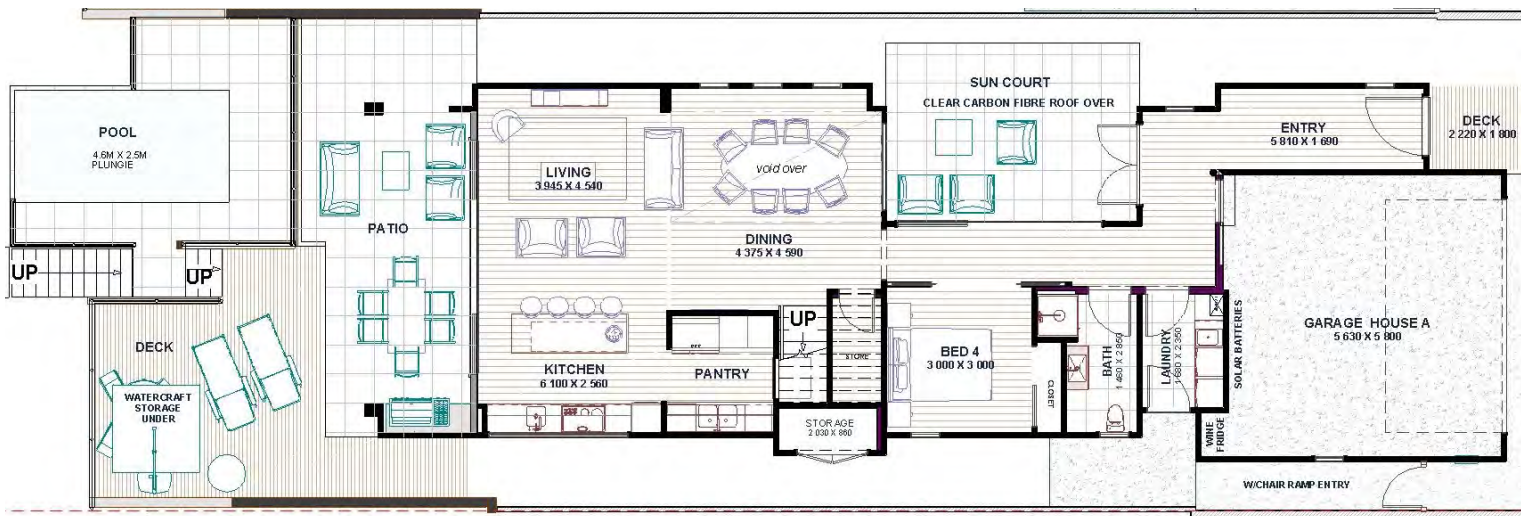 POOL
4.6M X 2.5M
PLUNGIE
UP
UP
DECK
WATERCRAFT
STORAGE
UNDER
PATIO
LIVING
3 945 X 4 540
void over
DINING
4 375 X 4 590
KITCHEN
6 100 X 2 560
PANTRY
UP
STORE
STORAGE
2 030 X 860
SUN COURT
CLEAR CARBON FIBRE ROOF OVER
BED 4
3 000 X 3 000
CLOSET
BATH
1 460 X 2 850
LAUNDRY
1 680 X 2 350
ENTRY
5 810 X 1 690
DECK
2 220 X 1 800
SOLAR BATTERIES
GARAGE HOUSE A
5 630 X 5 800
WINE
FRIDGE
W/CHAIR RAMP ENTRY